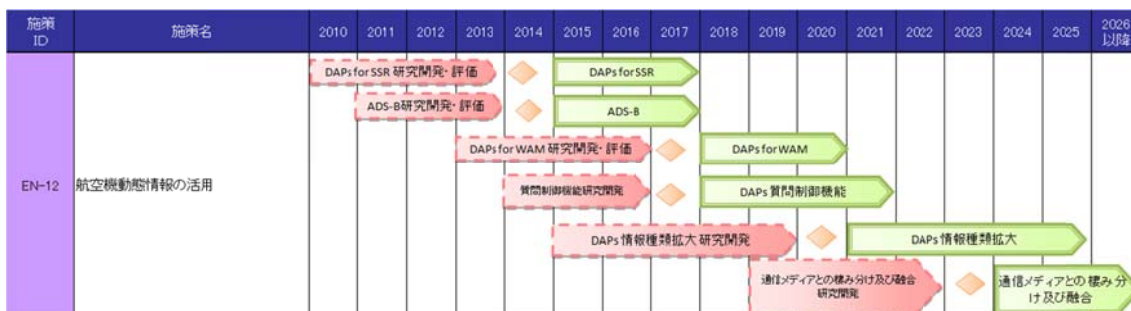 施策
ID
施策名
2010
2011
2012
2013
2014
2015
2016
2017
2018
2019
2020
2021
2022
2023
2024
2025
2026
以降
EN-12
航空機動態情報の活用
DAPs for SSR 研究開発・評価
DAPs for SSR
ADS-B研究開発・評価
ADS-B
DAPs for WAM 研究開発・評価
DAPs for WAM
質問制御機能研究開発
DAPs 質問制御機能
DAPs 情報種類拡大 研究開発
DAPs 情報種類拡大
通信メディアとの棲み分け及び融合
研究開発
通信メディアとの棲み分
け及び融合